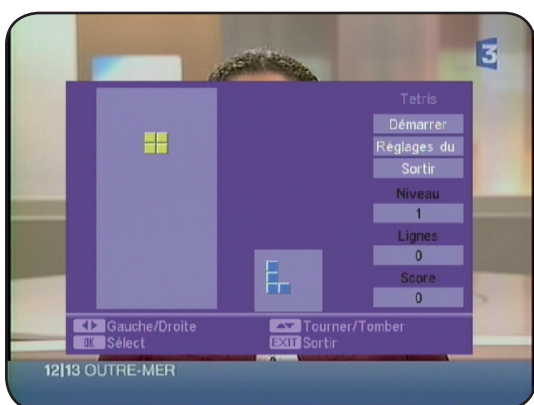 3
Tetris
Démarrer
Réglages du
Sortir
Niveau
1
Lignes
0
Score
0
Gauche/Droite
Tourner/Tomber
OK Sélect
EXIT Sortir
12|13 OUTRE-MER